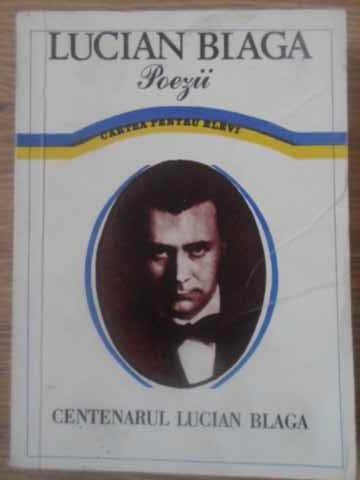 LUCIAN BLAGA
Poezii
CARTEA PENTRU ELEVI
CENTENARUL LUCIAN BLAGA